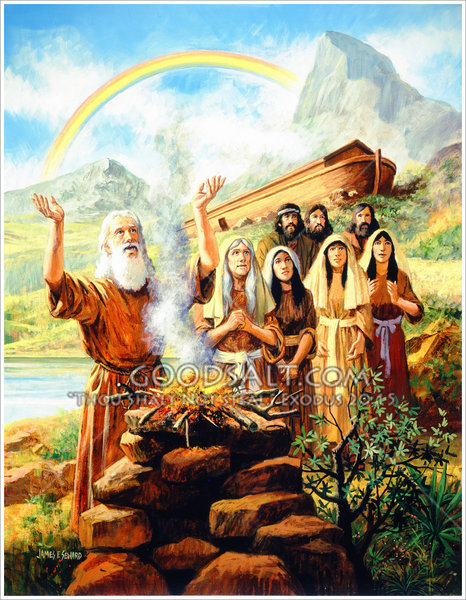 GOODSALT.COM
"THOU SHALT NOT STEAL" EXODUS 20:15
JAMES E. SEWARD